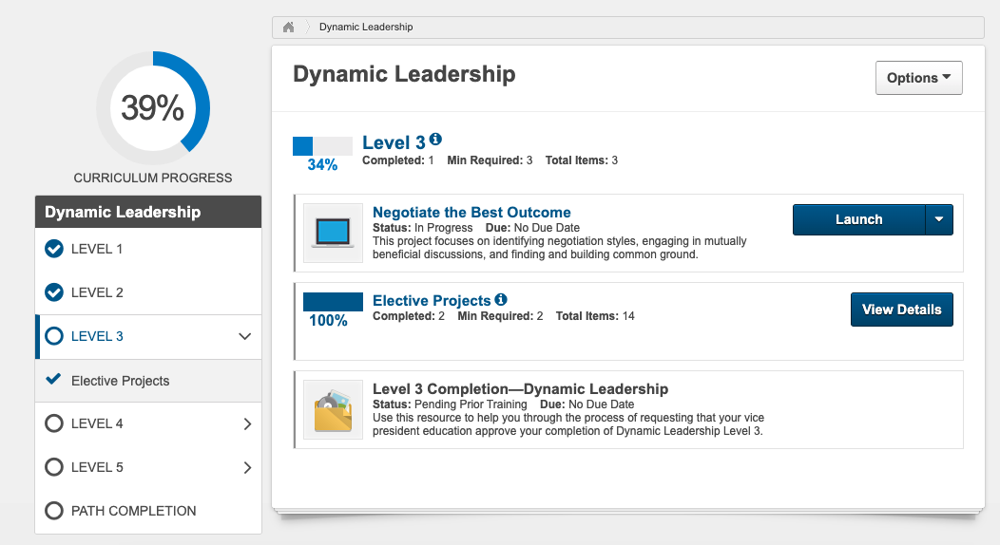 Dynamic Leadership
39%
CURRICULUM PROGRESS
Dynamic Leadership
LEVEL 1
LEVEL 2
LEVEL 3
Elective Projects
LEVEL 4
LEVEL 5
PATH COMPLETION
Dynamic Leadership
Options
34%
Level 3
Completed: 1 Min Required: 3 Total Items: 3
Negotiate the Best Outcome
Status: In Progress Due: No Due Date
This project focuses on identifying negotiation styles, engaging in mutually
beneficial discussions, and finding and building common ground.
Launch
100%
Elective Projects
Completed: 2 Min Required: 2 Total Items: 14
View Details
Level 3 Completion—Dynamic Leadership
Status: Pending Prior Training Due: No Due Date
Use this resource to help you through the process of requesting that your vice
president education approve your completion of Dynamic Leadership Level 3.